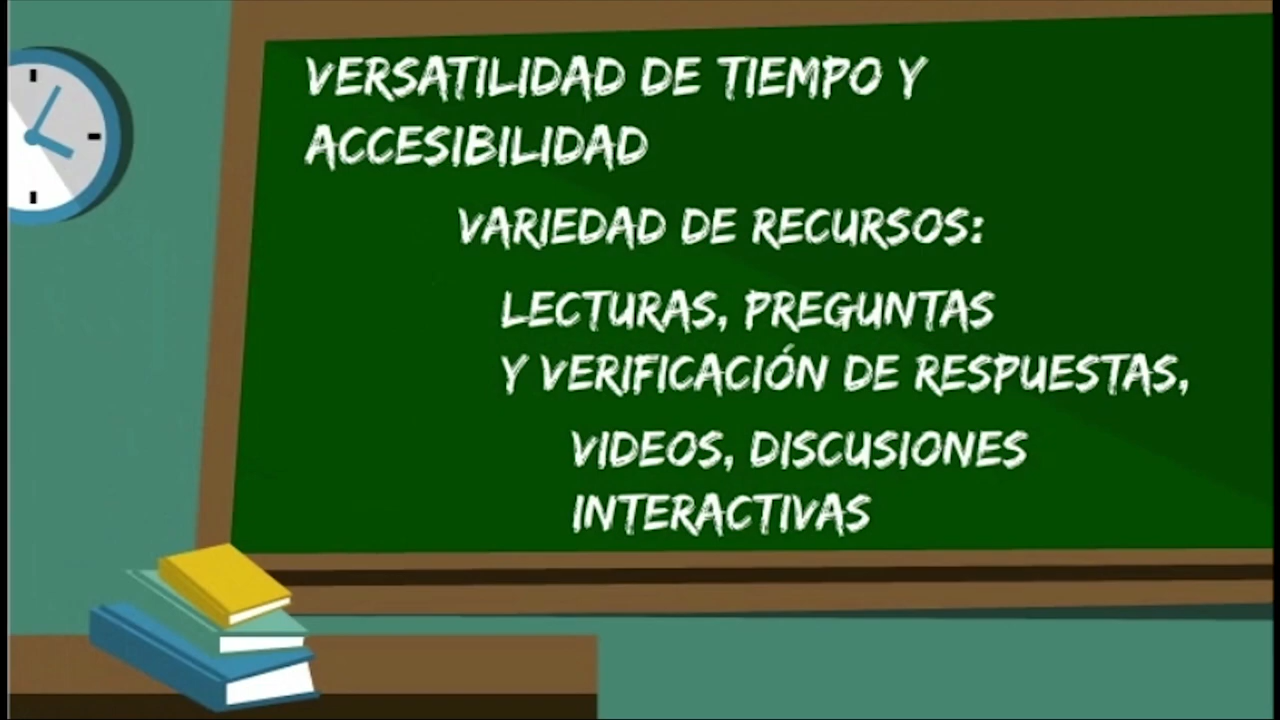 VERSATILIDAD DE TIEMPO Y
ACCESIBILIDAD
VARIEDAD DE RECURSOS:
LECTURAS, PREGUNTAS
Y VERIFICACIÓN DE RESPUESTAS,
VIDEOS, DISCUSIONES
INTERACTIVAS